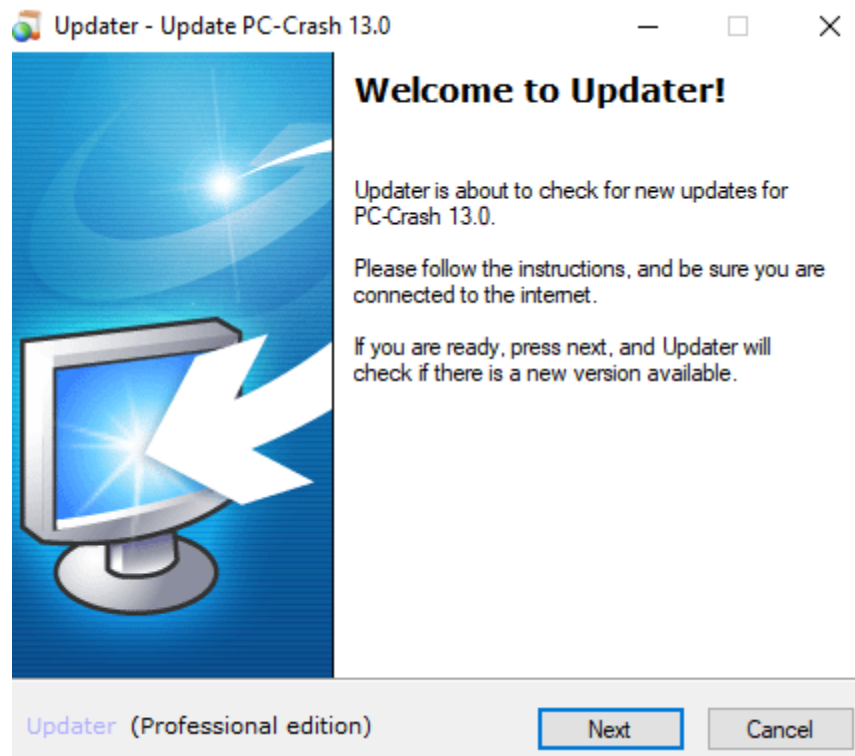 Updater - Update PC-Crash 13.0
Welcome to Updater!
Updater is about to check for new updates for
PC-Crash 13.0.
Please follow the instructions, and be sure you are
connected to the internet.
If you are ready, press next, and Updater will
check if there is a new version available.
Updater (Professional edition)
Next
Cancel